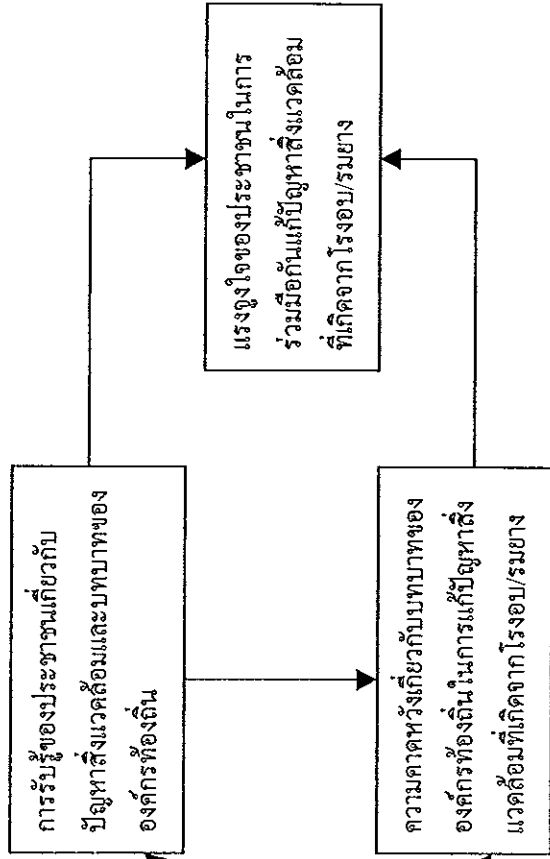 การรับรู้ของประชาชนเกี่ยวกับ
ปัญหาสิ่งแวดล้อมและบทบาทของ
องค์กรท้องถิ่น
ความคาดหวังเกี่ยวกับบทบาทของ
องค์กรท้องถิ่นในการแก้ปัญหาสิ่ง
แวดล้อมที่เกิดจากโรงอบ/รมยาง
แรงจูงใจของประชาชนในการ
ร่วมมือกันแก้ปัญหาสิ่งแวดล้อม
ที่เกิดจากโรงอบ/รมยาง